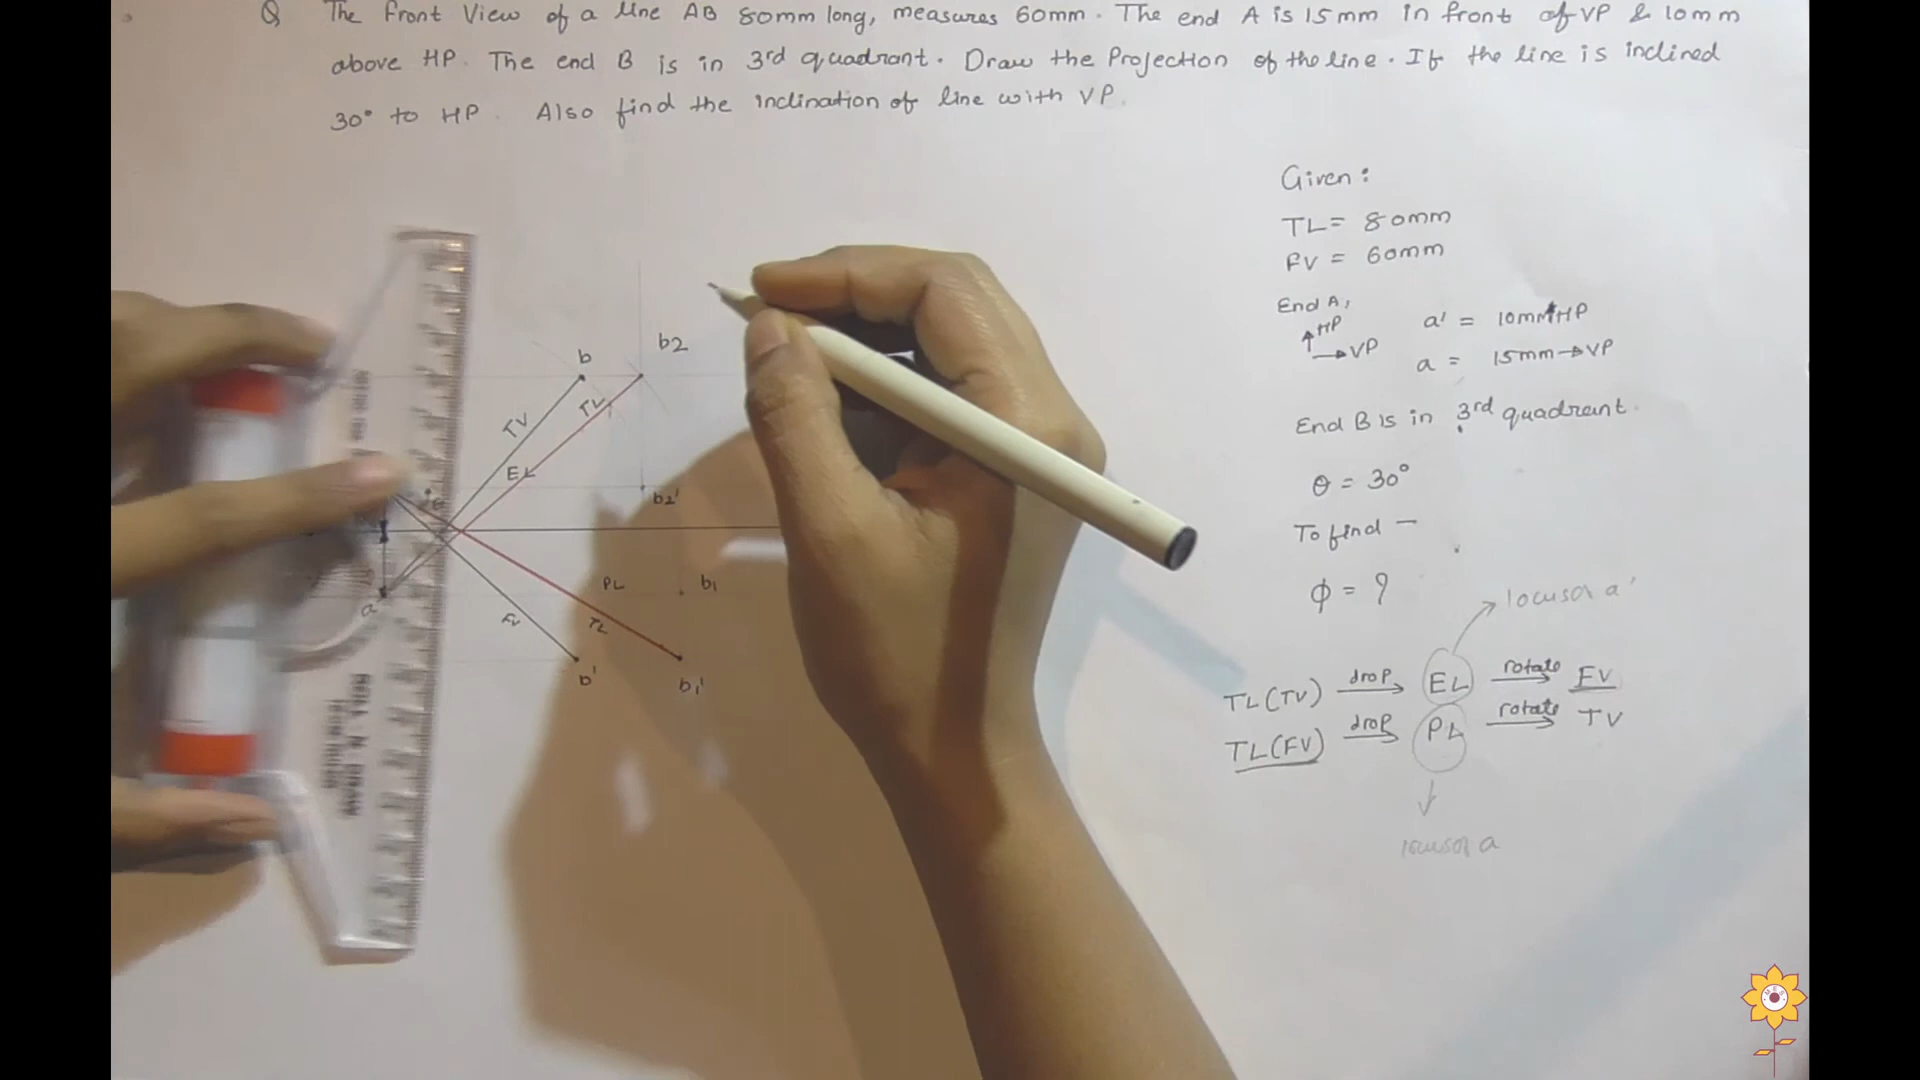 Q The Front View of a line AB 80mm long, measures 60mm. The end A is 15mm in front of VP & 10mm
above HP. The end B is in 3rd quadrant. Draw the Projection of the line. If the line is inclined
30° to HP. Also find the inclination of line with VP.
Given:
TL = 80mm
FV = 60mm
End A,
↑HP
→VP
a' = 10mm↑HP
a = 15mm→VP
End B is in 3rd quadrant.
θ = 30°
To find —
ϕ = ?
locus of a'
TL(TV) drop → EL rotate → FV
TL(FV) drop → PL rotate → TV
locus of a
b
b2
TV
TV
EL
b2'
θ
a
PL
b1
FV
TL
b'
b1'